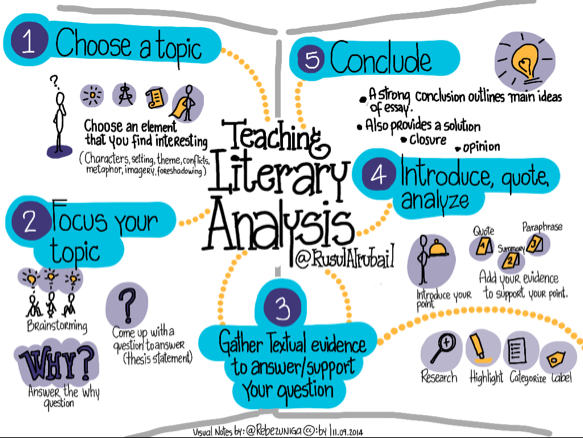 Teaching
Literary
Analysis
@RusulAlrubail
1 Choose a topic
?
Choose an element
that you find interesting
(Characters, setting, theme, conflicts,
metaphor, imagery, foreshadowing)
2 Focus your
topic
Brainstorming
?
Come up with a
question to answer
(thesis statement)
WHY?
Answer the why
question
3
Gather Textual evidence
to answer/support
Your question
Research
Highlight
Categorize
Label
4 Introduce, quote,
analyze
Introduce your
point
Quote
1
Summary
2
Paraphrase
3
Add your evidence
to support your point.
5 Conclude
• A strong conclusion outlines main ideas
of essay.
• Also provides a solution
• closure
• opinion
Visual Notes by: @Rebezuniga cc: by 11.09.2014